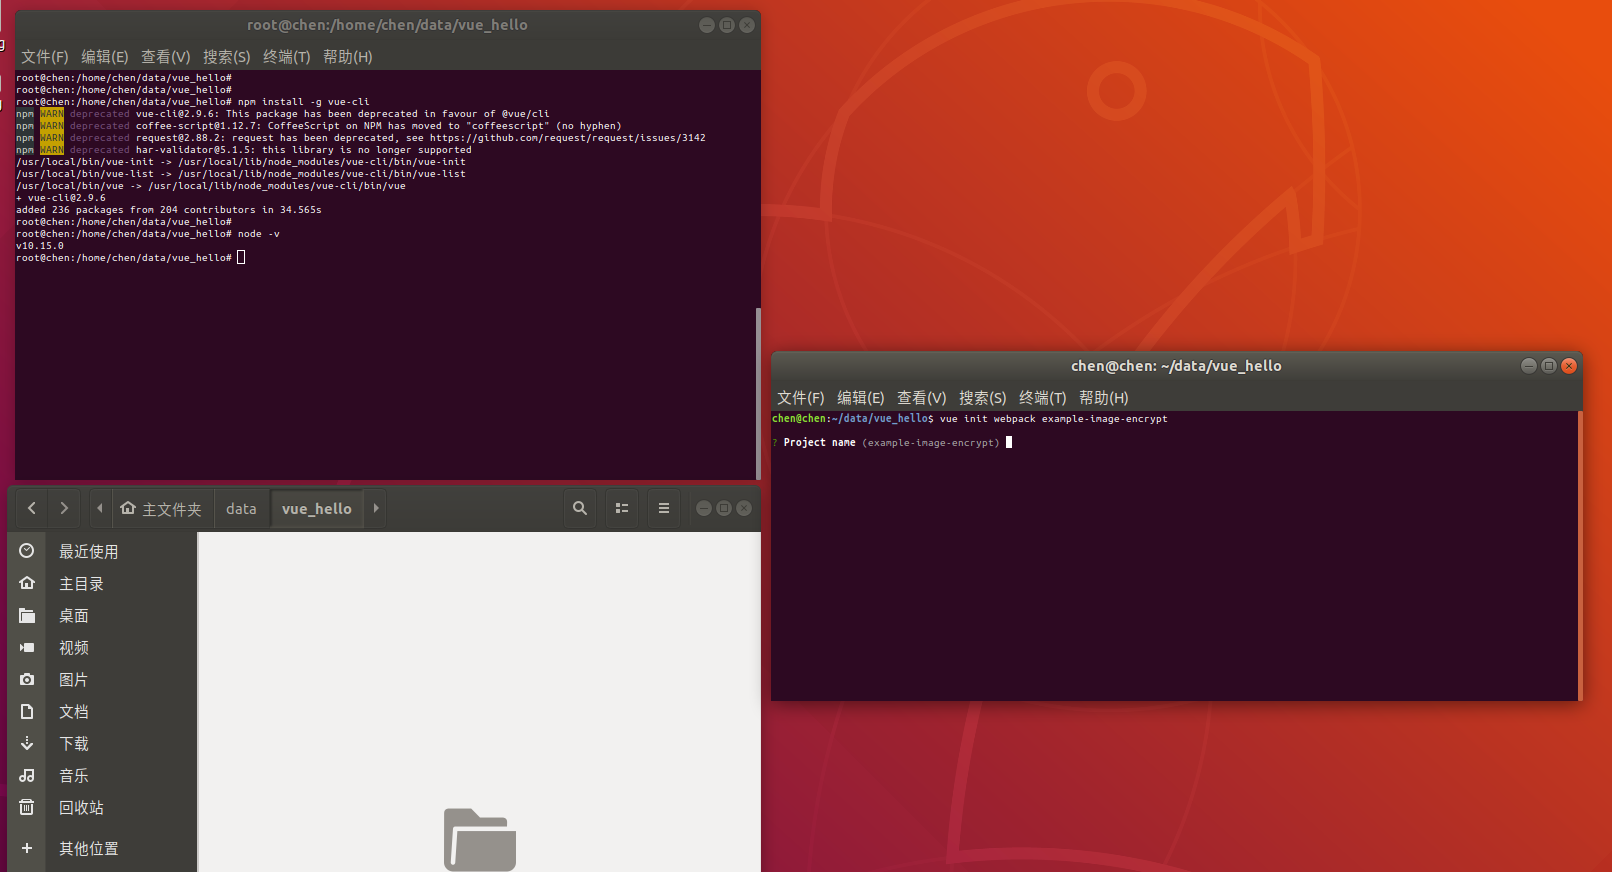 root@chen:/home/chen/data/vue_hello
文件(F) 编辑(E) 查看(V) 搜索(S) 终端(T) 帮助(H)
root@chen:/home/chen/data/vue_hello#
root@chen:/home/chen/data/vue_hello#
root@chen:/home/chen/data/vue_hello# npm install -g vue-cli
npm WARN deprecated vue-cli@2.9.6: This package has been deprecated in favour of @vue/cli
npm WARN deprecated coffee-script@1.12.7: CoffeeScript on NPM has moved to "coffeescript" (no hyphen)
npm WARN deprecated request@2.88.2: request has been deprecated, see https://github.com/request/request/issues/3142
npm WARN deprecated har-validator@5.1.5: this library is no longer supported
/usr/local/bin/vue-init -> /usr/local/lib/node_modules/vue-cli/bin/vue-init
/usr/local/bin/vue-list -> /usr/local/lib/node_modules/vue-cli/bin/vue-list
/usr/local/bin/vue -> /usr/local/lib/node_modules/vue-cli/bin/vue
+ vue-cli@2.9.6
added 236 packages from 204 contributors in 34.565s
root@chen:/home/chen/data/vue_hello#
root@chen:/home/chen/data/vue_hello# node -v
v10.15.0
root@chen:/home/chen/data/vue_hello#
chen@chen: ~/data/vue_hello
文件(F) 编辑(E) 查看(V) 搜索(S) 终端(T) 帮助(H)
chen@chen:~/data/vue_hello$ vue init webpack example-image-encrypt
? Project name (example-image-encrypt)
主文件夹 data vue_hello
最近使用
主目录
桌面
视频
图片
文档
下载
音乐
回收站
+ 其他位置